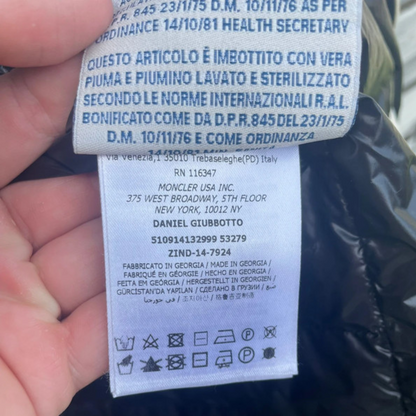 D.P.R. 845 23/1/75 D.M. 10/11/76 AS PER
ORDINANCE 14/10/81 HEALTH SECRETARY
QUESTO ARTICOLO È IMBOTTITO CON VERA
PIUMA E PIUMINO LAVATO E STERILIZZATO
SECONDO LE NORME INTERNAZIONALI R.A.L.
BONIFICATO COME DA D.P.R.845 DEL 23/1/75
D.M. 10/11/76 E COME ORDINANZA
14/10/81 MIN.
Via Venezia,1 35010 Trebaseleghe(PD) Italy
RN 116347
MONCLER USA INC.
375 WEST BROADWAY, 5TH FLOOR
NEW YORK, 10012 NY
DANIEL GIUBBOTTO
510914132999 53279
ZIND-14-7924
FABBRICATO IN GEORGIA / MADE IN GEORGIA /
FABRIQUÉ EN GÉORGIE / HECHO EN GEORGIA /
FEITA EM GEÓRGIA / HERGESTELLT IN GEORGIEN /
GÜRCISTAN'DA YAPILAN / СДЕЛАНО В ГРУЗИИ /